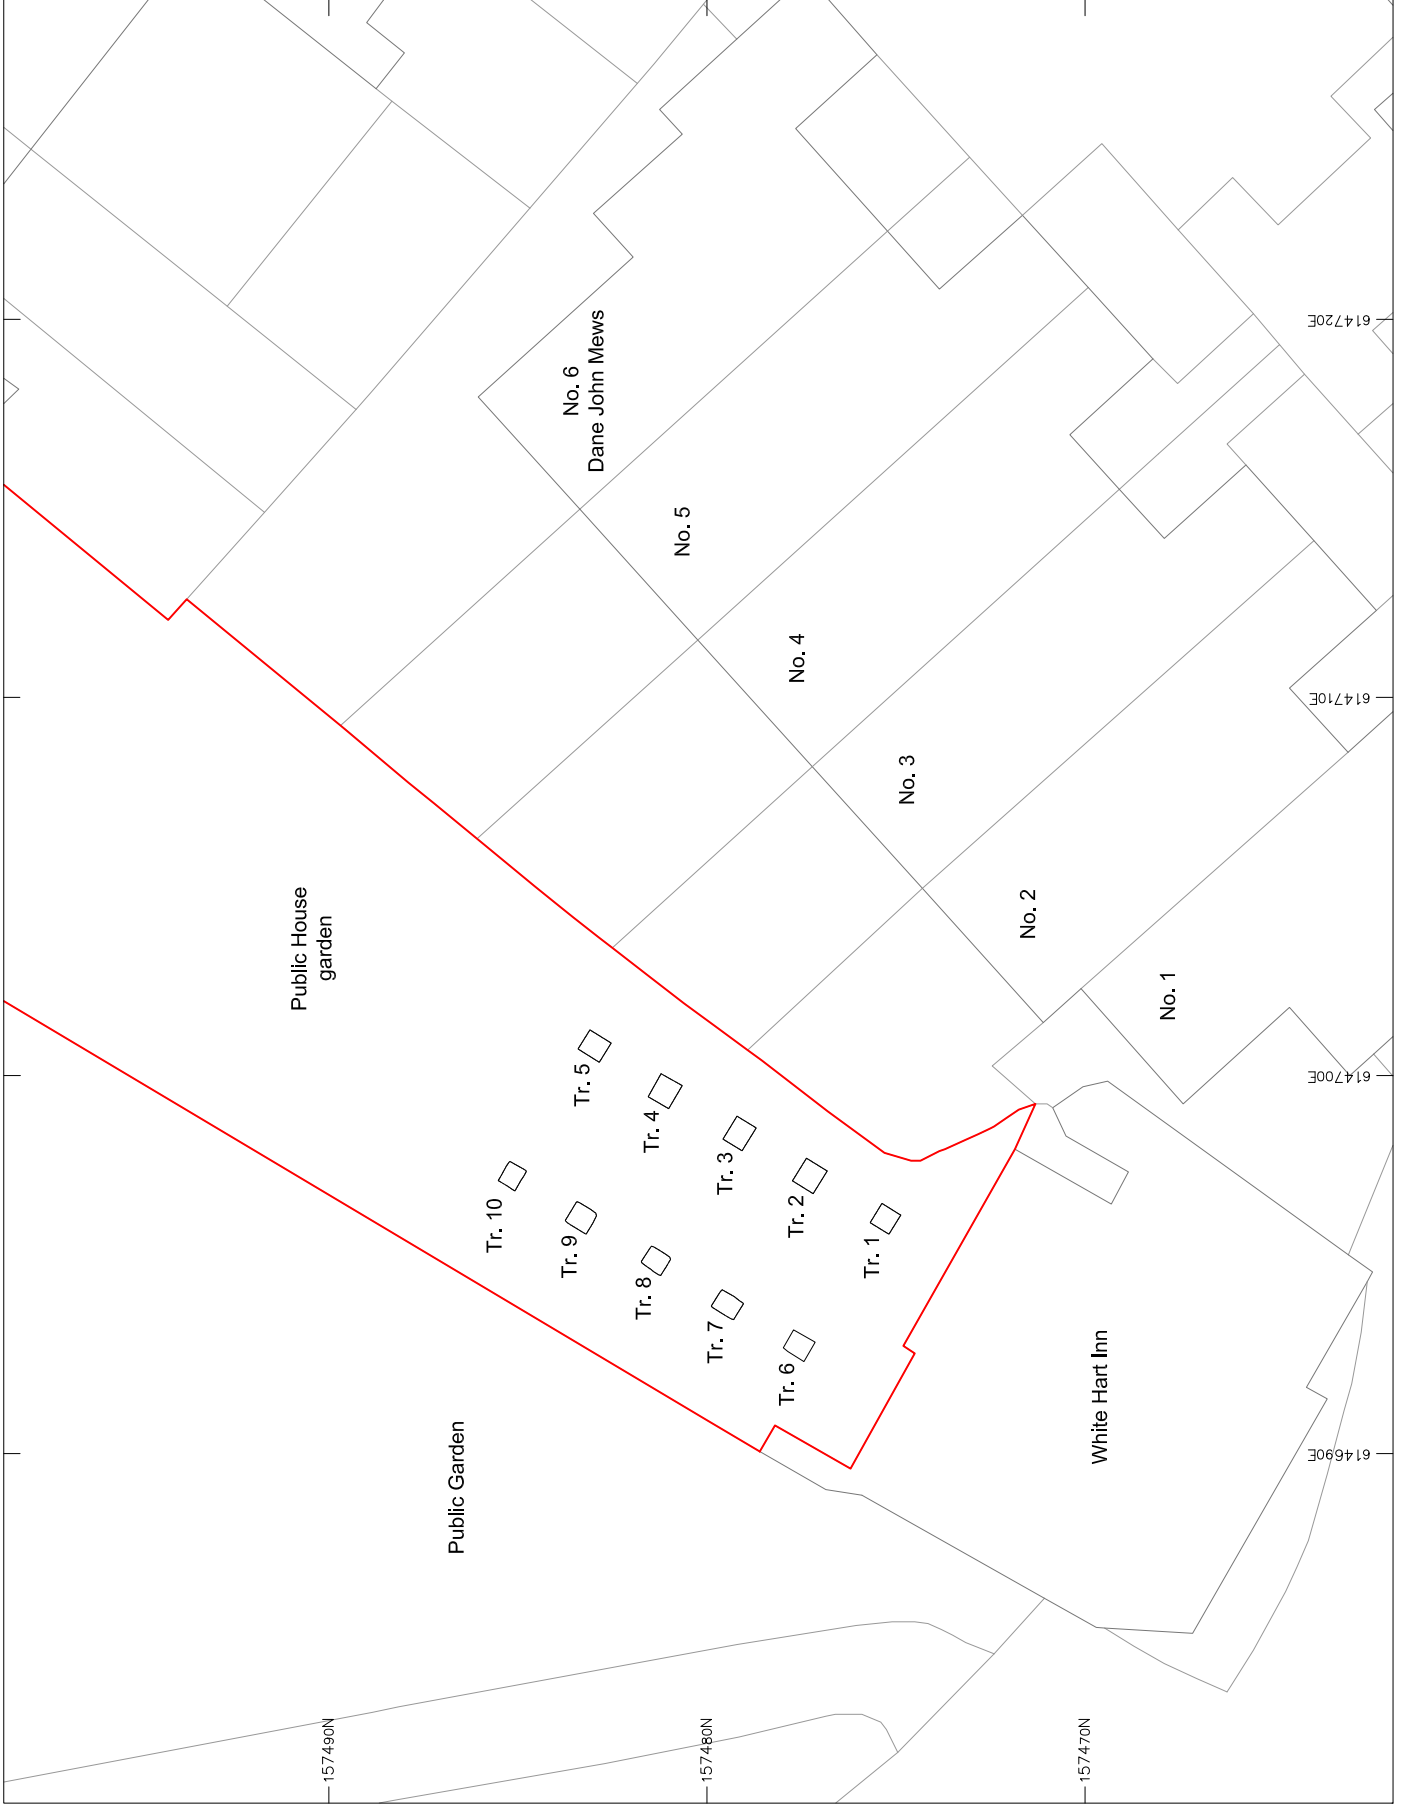 Public House
garden
Public Garden
No. 6
Dane John Mews
No. 5
No. 4
No. 3
No. 2
No. 1
Tr. 5
Tr. 4
Tr. 3
Tr. 2
Tr. 1
Tr. 10
Tr. 9
Tr. 8
Tr. 7
Tr. 6
White Hart Inn
157490N
157480N
157470N
614690E
614700E
614710E
614720E